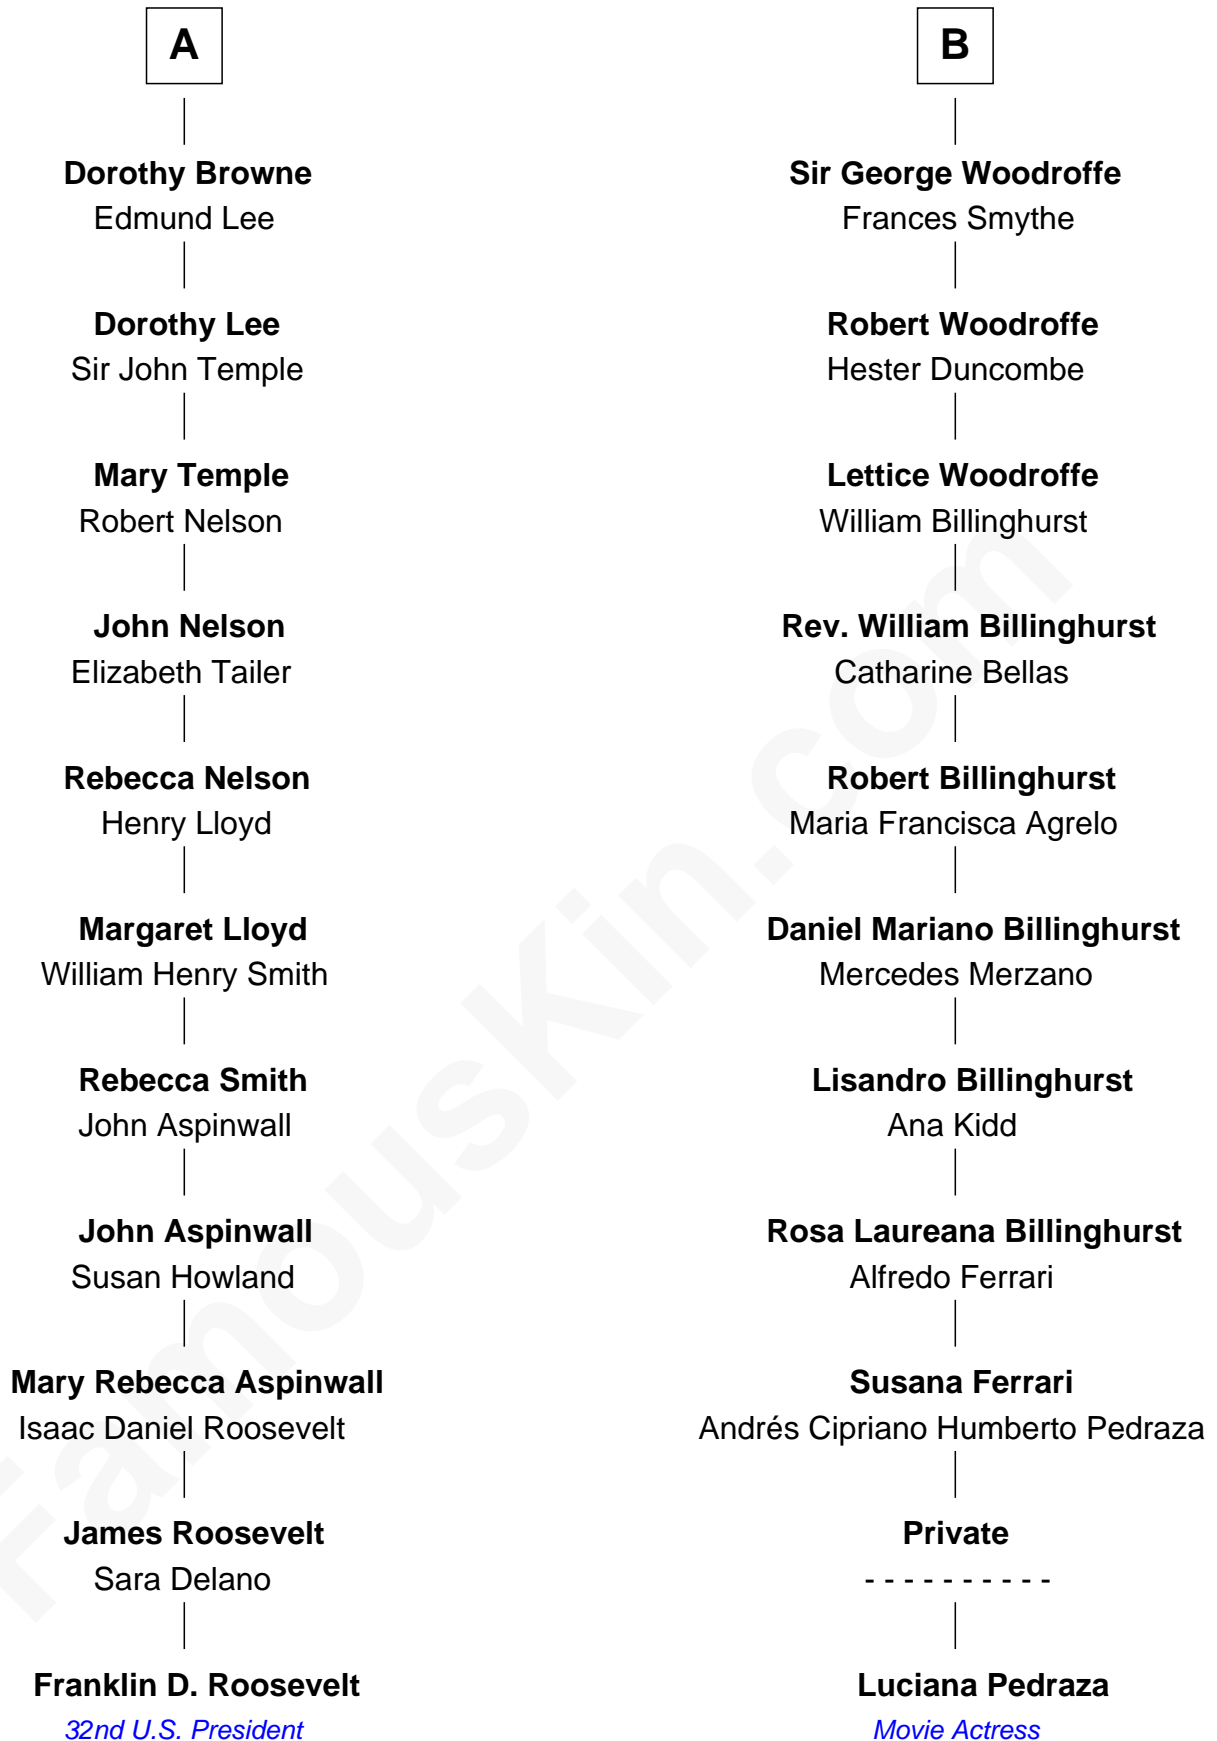 A
Dorothy Browne
Edmund Lee
Dorothy Lee
Sir John Temple
Mary Temple
Robert Nelson
John Nelson
Elizabeth Tailer
Rebecca Nelson
Henry Lloyd
Margaret Lloyd
William Henry Smith
Rebecca Smith
John Aspinwall
John Aspinwall
Susan Howland
Mary Rebecca Aspinwall
Isaac Daniel Roosevelt
James Roosevelt
Sara Delano
Franklin D. Roosevelt
32nd U.S. President
B
Sir George Woodroffe
Frances Smythe
Robert Woodroffe
Hester Duncombe
Lettice Woodroffe
William Billinghurst
Rev. William Billinghurst
Catharine Bellas
Robert Billinghurst
Maria Francisca Agrelo
Daniel Mariano Billinghurst
Mercedes Merzano
Lisandro Billinghurst
Ana Kidd
Rosa Laureana Billinghurst
Alfredo Ferrari
Susana Ferrari
Andrés Cipriano Humberto Pedraza
Private
- - - - - - - - - -
Luciana Pedraza
Movie Actress
FamousKin.com